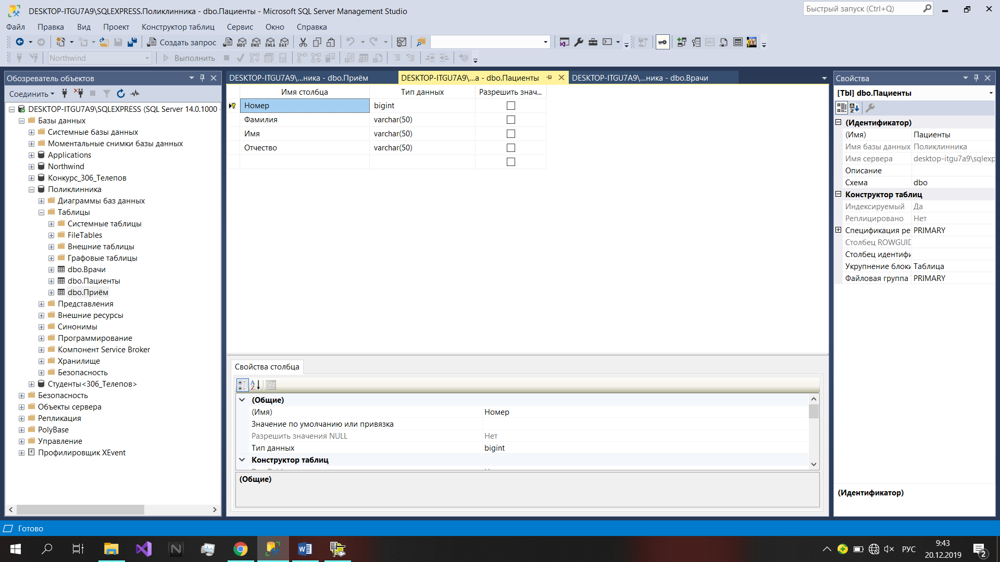 DESKTOP-ITGU7A9\SQLEXPRESS.Поликлинника - dbo.Пациенты - Microsoft SQL Server Management Studio
Быстрый запуск (Ctrl+Q)
Файл Правка Вид Проект Конструктор таблиц Сервис Окно Справка
Создать запрос MDX DMX XMLA DAX
Northwind Выполнить
Обозреватель объектов
Соединить
DESKTOP-ITGU7A9\SQLEXPRESS (SQL Server 14.0.1000 -
Базы данных
Системные базы данных
Моментальные снимки базы данных
Applications
Northwind
Конкурс_306_Телепов
Поликлинника
Диаграммы баз данных
Таблицы
Системные таблицы
FileTables
Внешние таблицы
Графовые таблицы
dbo.Врачи
dbo.Пациенты
dbo.Приём
Представления
Внешние ресурсы
Синонимы
Программирование
Компонент Service Broker
Хранилище
Безопасность
Студенты<306_Телепов>
Безопасность
Объекты сервера
Репликация
PolyBase
Управление
Профилировщик XEvent
DESKTOP-ITGU7A9\...ника - dbo.Приём
DESKTOP-ITGU7A9\...а - dbo.Пациенты
DESKTOP-ITGU7A9\...ника - dbo.Врачи
Имя столбца Тип данных Разрешить знач...
Номер bigint
Фамилия varchar(50)
Имя varchar(50)
Отчество varchar(50)
Свойства столбца
(Общие)
(Имя) Номер
Значение по умолчанию или привязка
Разрешить значения NULL Нет
Тип данных bigint
Конструктор таблиц
(Общие)
Свойства
[Tbl] dbo.Пациенты
(Идентификатор)
(Имя) Пациенты
Имя базы данных Поликлинника
Имя сервера desktop-itgu7a9\sqlexp
Описание
Схема dbo
Конструктор таблиц
Индексируемый Да
Реплицировано Нет
Спецификация ре PRIMARY
Столбец ROWGUID
Столбец идентифи
Укрупнение блоки Таблица
Файловая группа PRIMARY
(Идентификатор)
Готово
РУС
9:43
20.12.2019
2